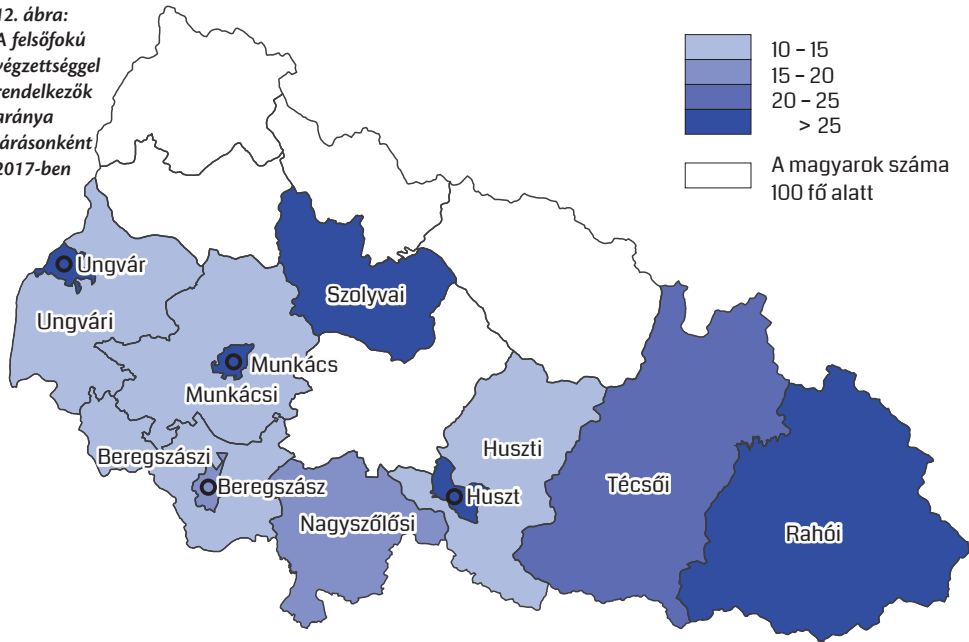 12. ábra:
A felsőfokú
végzettséggel
rendelkezők
aránya
járásonként
2017-ben
10 – 15
15 – 20
20 – 25
> 25
A magyarok száma
100 fő alatt
Ungvár
Ungvári
Szolyvai
Munkács
Munkácsi
Beregszászi
Beregszász
Nagyszőlősi
Huszti
Huszt
Técsői
Rahói